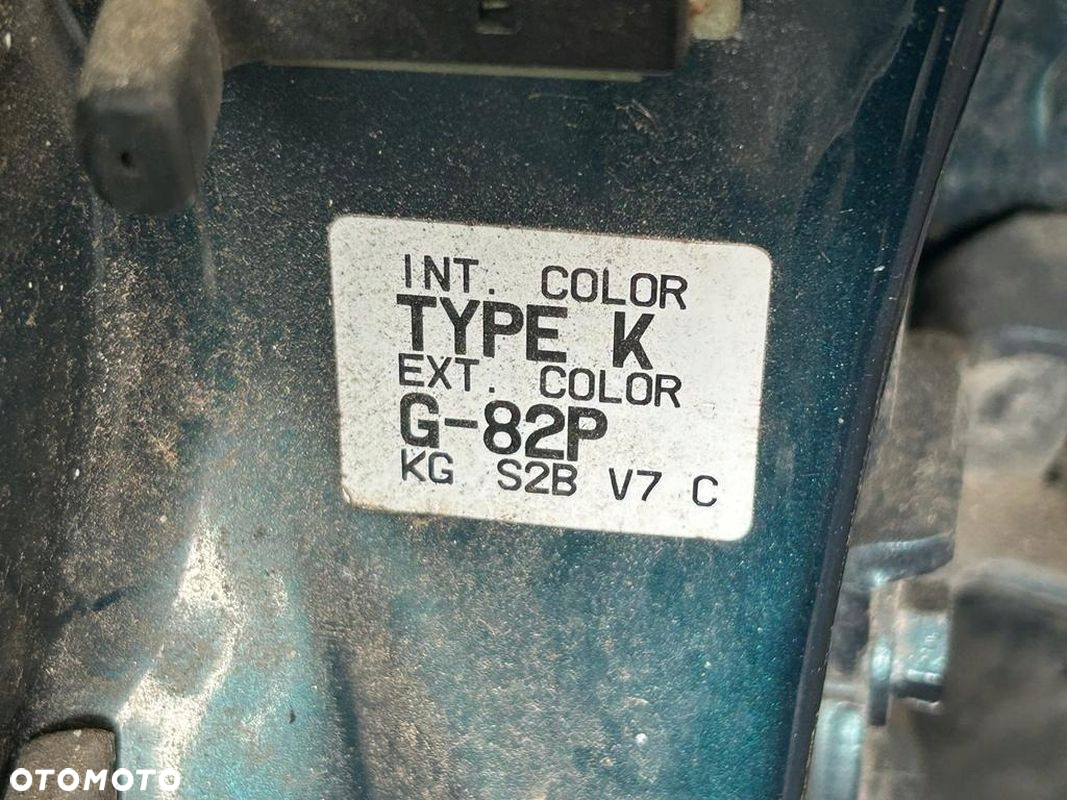 INT. COLOR
TYPE K
EXT. COLOR
G-82P
KG S2B V7 C
OTOMOTO